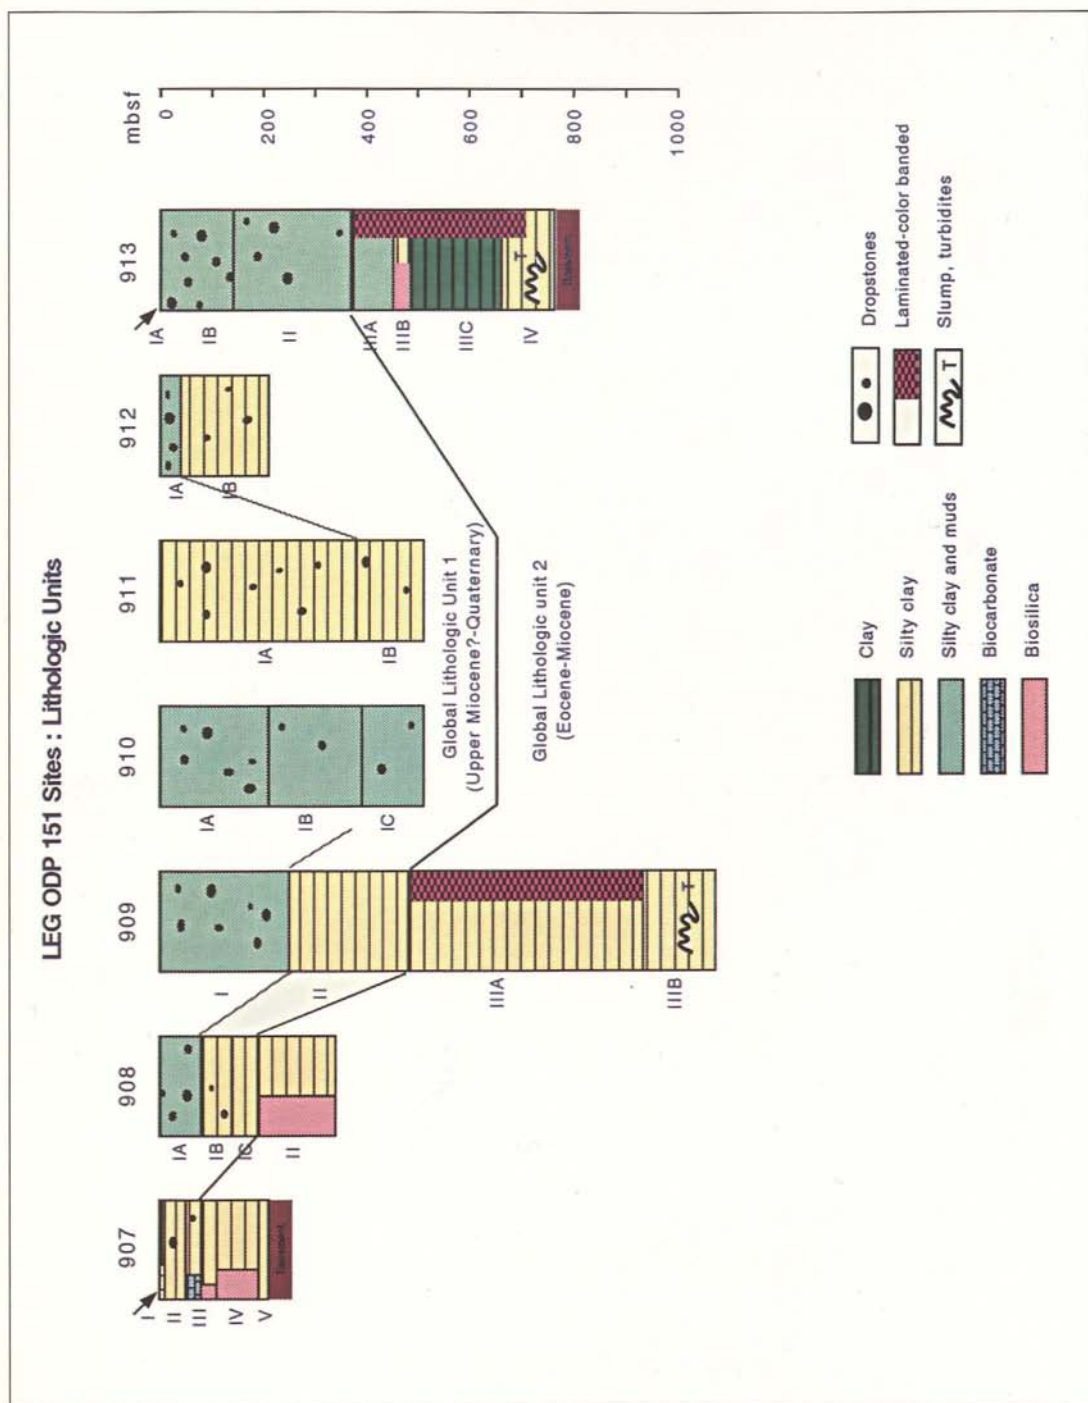 LEG ODP 151 Sites : Lithologic Units
907
908
909
910
911
912
913
mbsf
0
200
400
600
800
1000
I
II
III
IV
V
Basement
IA
IB
IC
II
I
II
IIIA
IIIB
T
IA
IB
IC
IA
IB
IA
IB
IA
IB
II
IIIA
IIIB
IIIC
IV
T
Basement
Global Lithologic Unit 1
(Upper Miocene?-Quaternary)
Global Lithologic unit 2
(Eocene-Miocene)
Clay
Silty clay
Silty clay and muds
Biocarbonate
Biosilica
Dropstones
Laminated-color banded
T
Slump, turbidites